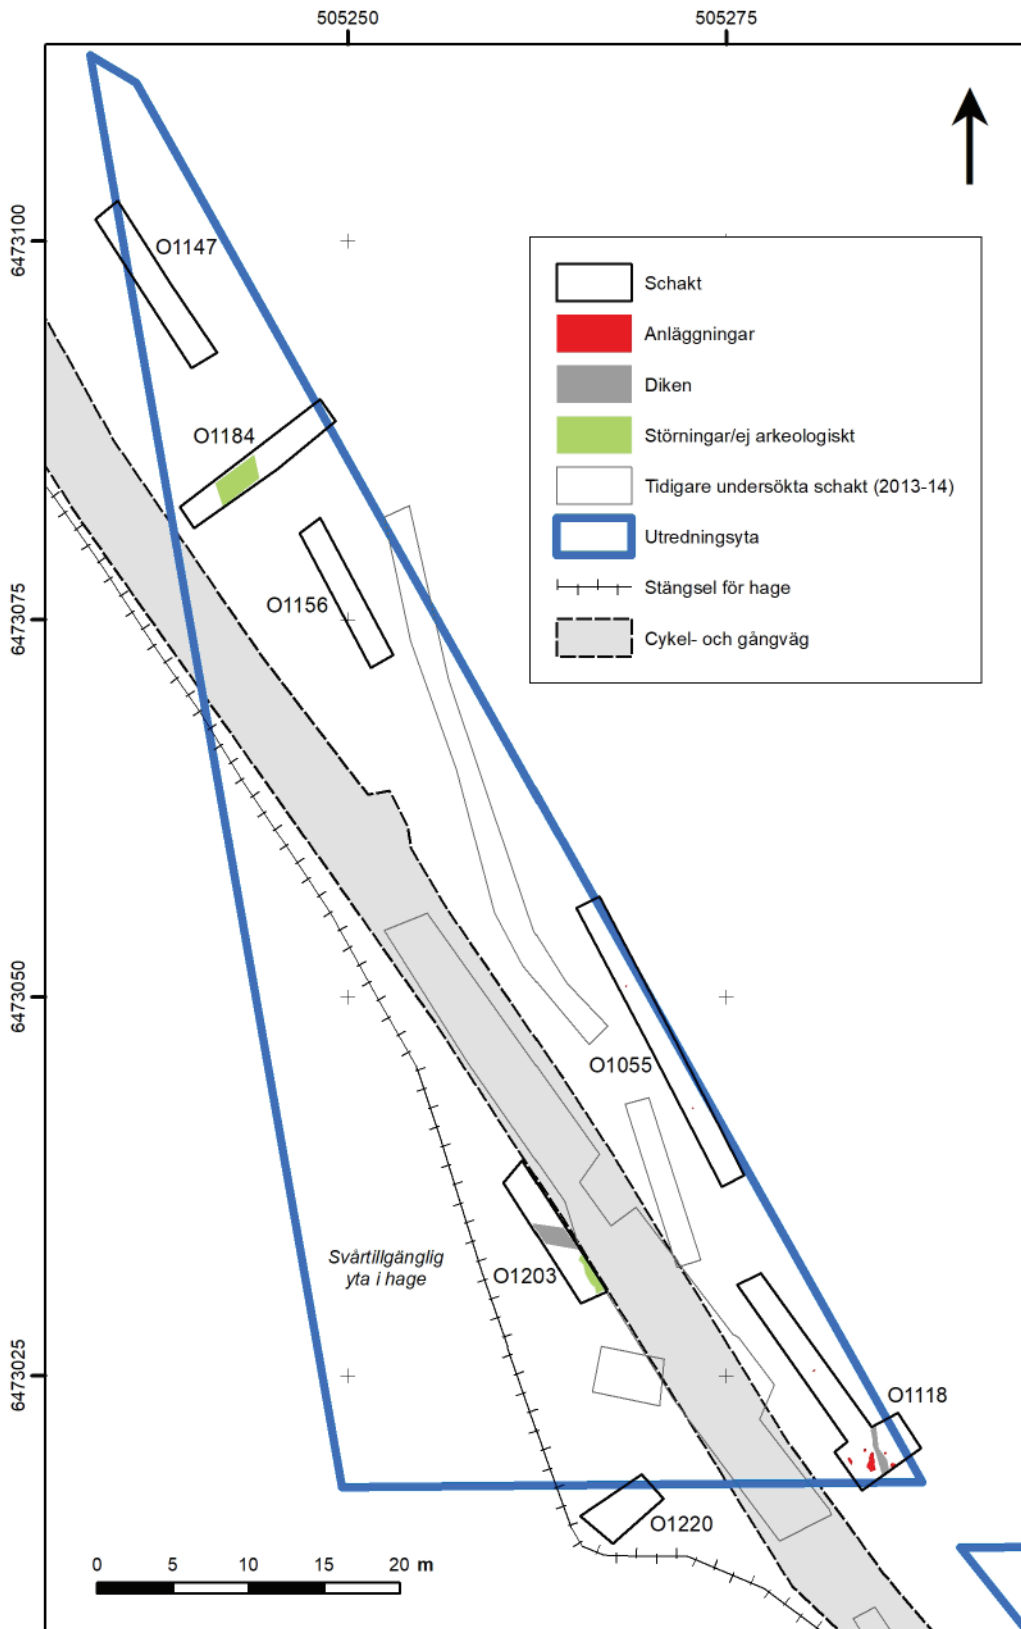 505250
505275
6473100
6473075
6473050
6473025
O1147
O1184
O1156
O1055
O1203
O1118
O1220
Schakt
Anläggningar
Diken
Störningar/ej arkeologiskt
Tidigare undersökta schakt (2013-14)
Utredningsyta
Stängsel för hage
Cykel- och gångväg
Svårtillgänglig
yta i hage
0 5 10 15 20 m